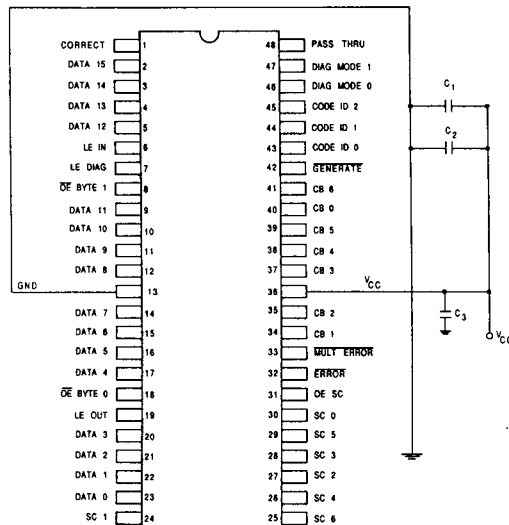 CORRECT 1 48 PASS THRU
DATA 15 2 47 DIAG MODE 1
DATA 14 3 46 DIAG MODE 0
DATA 13 4 45 CODE ID 2
DATA 12 5 44 CODE ID 1
LE IN 6 43 CODE ID 0
LE DIAG 7 42 GENERATE
OE BYTE 1 8 41 CB 6
DATA 11 9 40 CB 0
DATA 10 10 39 CB 5
DATA 9 11 38 CB 4
DATA 8 12 37 CB 3
GND 13 36 VCC
DATA 7 14 35 CB 2
DATA 6 15 34 CB 1
DATA 5 16 33 MULT ERROR
DATA 4 17 32 ERROR
OE BYTE 0 18 31 OE SC
LE OUT 19 30 SC 0
DATA 3 20 29 SC 5
DATA 2 21 28 SC 3
DATA 1 22 27 SC 2
DATA 0 23 26 SC 4
SC 1 24 25 SC 6
C1
C2
C3
VCC